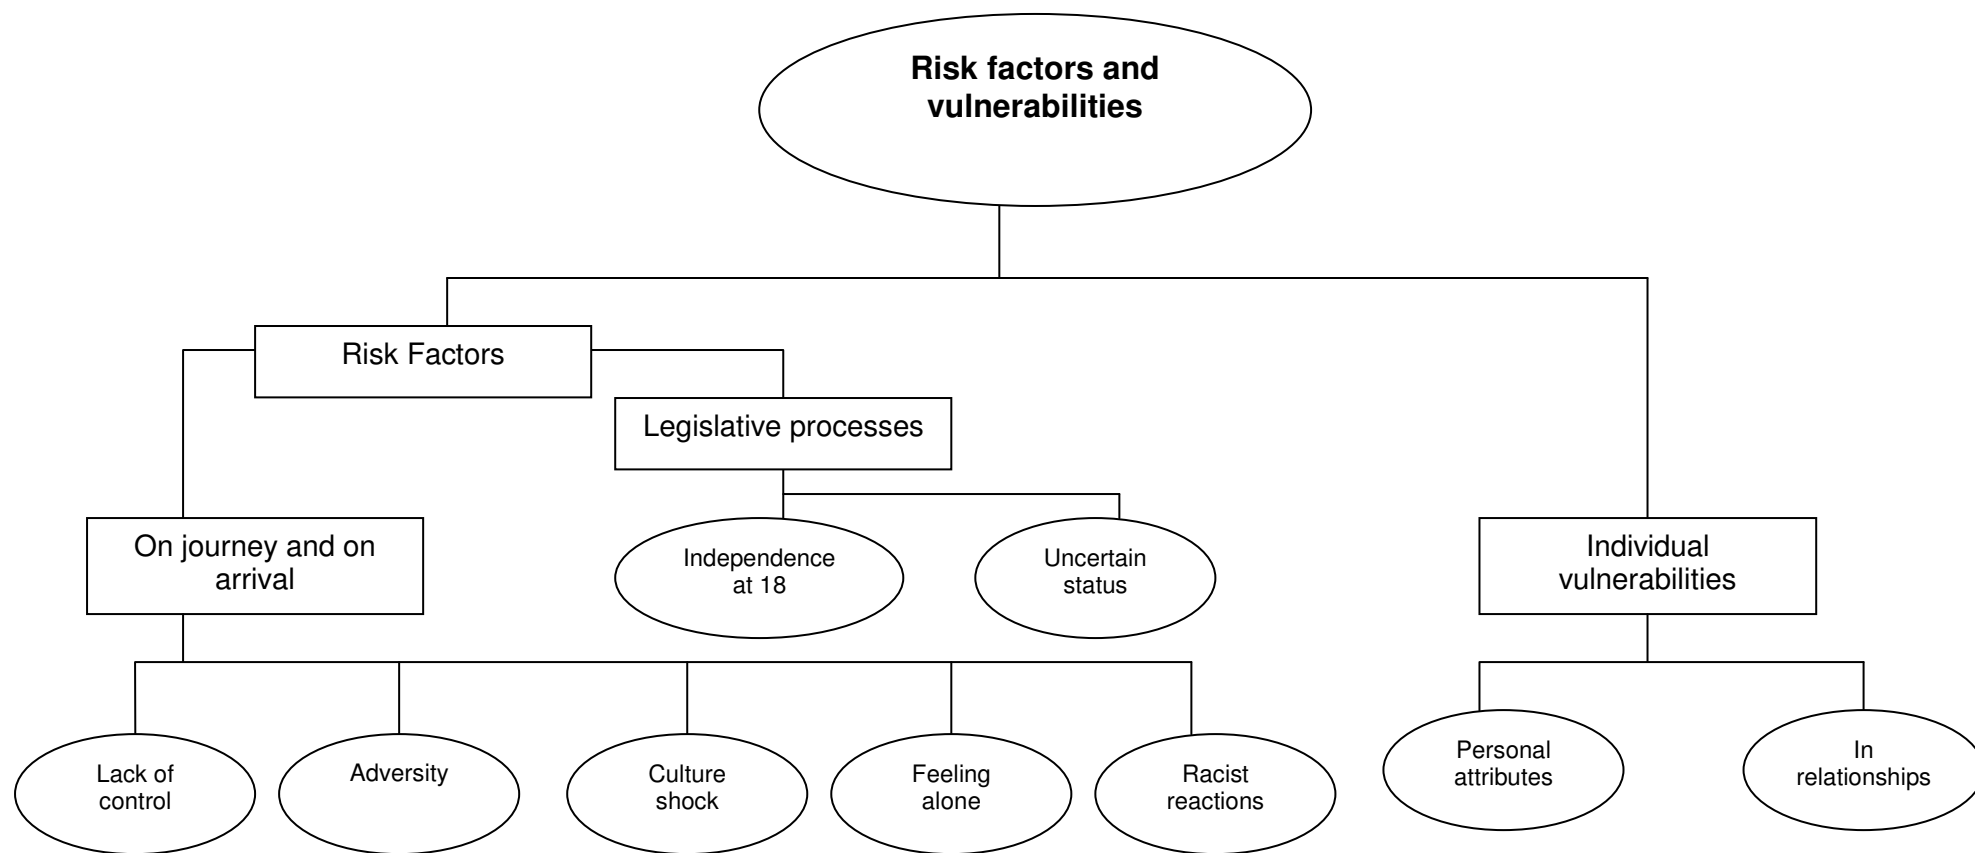 Risk factors and
vulnerabilities
Risk Factors
Legislative processes
On journey and on
arrival
Independence
at 18
Uncertain
status
Individual
vulnerabilities
Lack of
control
Adversity
Culture
shock
Feeling
alone
Racist
reactions
Personal
attributes
In
relationships